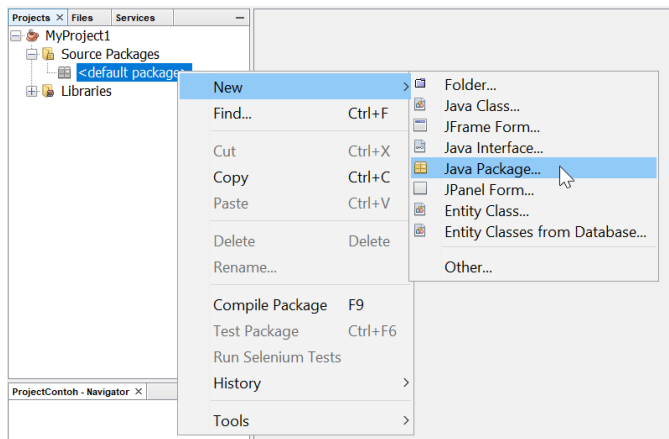 Projects × Files Services
MyProject1
Source Packages
<default package>
Libraries
New
Find... Ctrl+F
Cut Ctrl+X
Copy Ctrl+C
Paste Ctrl+V
Delete Delete
Rename...
Compile Package F9
Test Package Ctrl+F6
Run Selenium Tests
History
Tools
Folder...
Java Class...
JFrame Form...
Java Interface...
Java Package...
JPanel Form...
Entity Class...
Entity Classes from Database...
Other...
ProjectContoh - Navigator ×